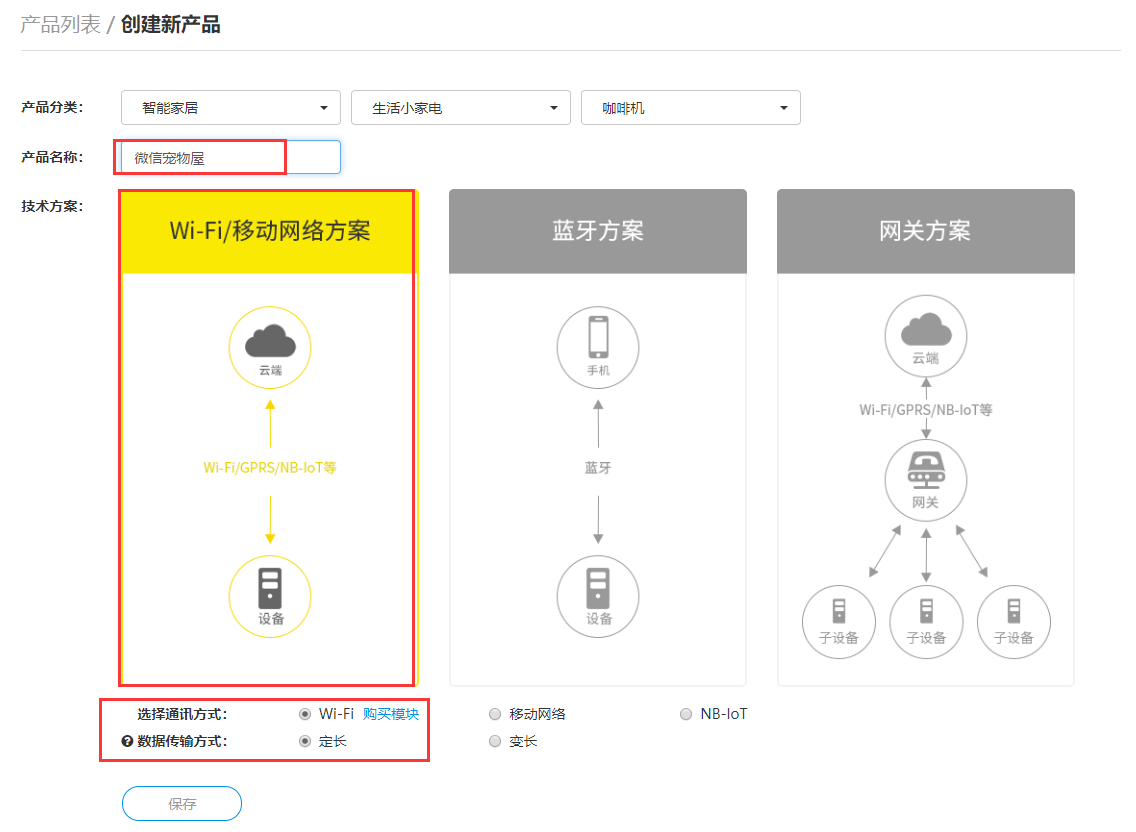 产品列表 / 创建新产品
产品分类: 智能家居 生活小家电 咖啡机
产品名称: 微信宠物屋
技术方案:
Wi-Fi/移动网络方案
云端
Wi-Fi/GPRS/NB-IoT等
设备
蓝牙方案
手机
蓝牙
设备
网关方案
云端
Wi-Fi/GPRS/NB-IoT等
网关
子设备 子设备 子设备
选择通讯方式: Wi-Fi 购买模块 移动网络 NB-IoT
?数据传输方式: 定长 变长
保存